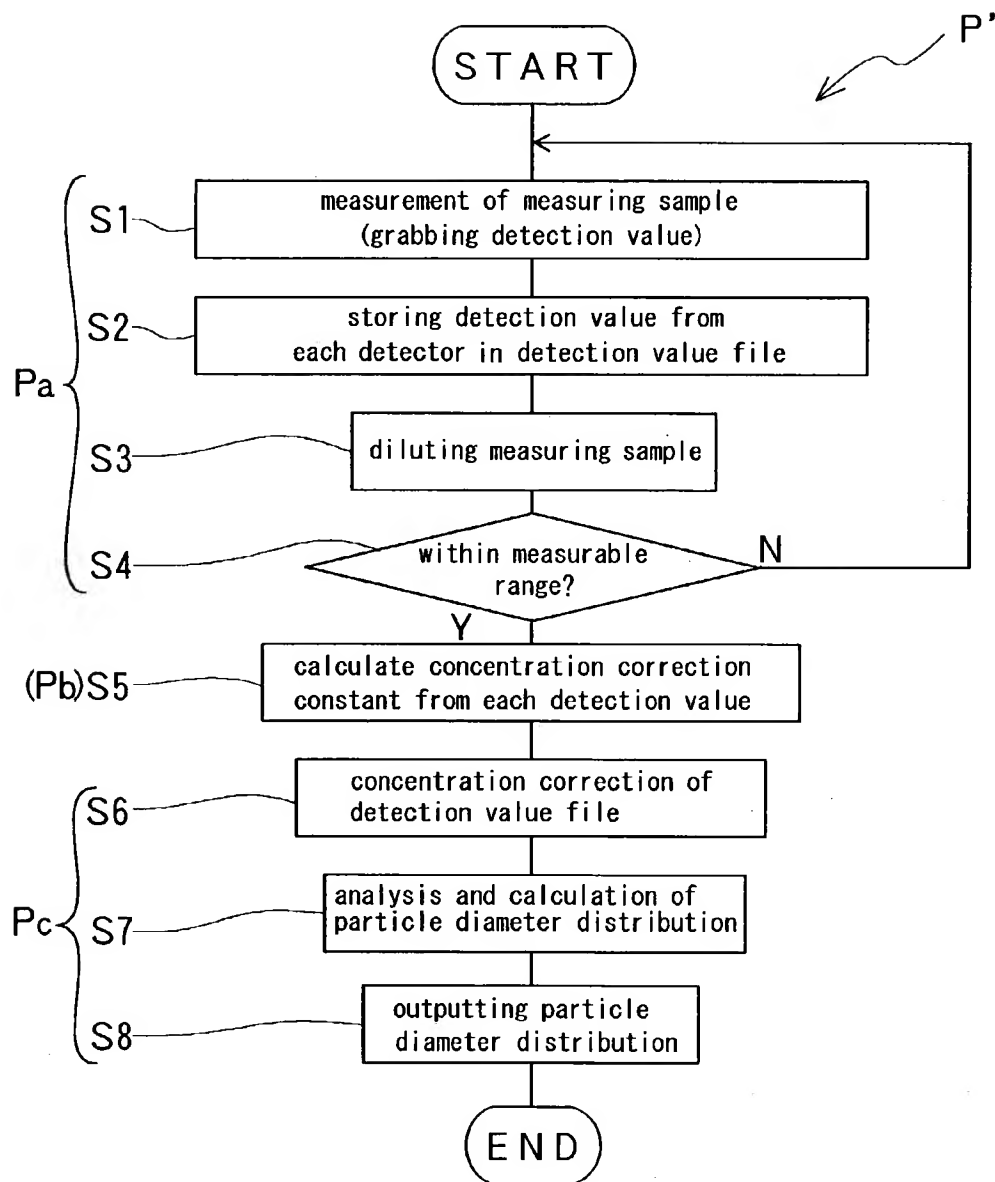 P'
START
Pa
S1
measurement of measuring sample
(grabbing detection value)
S2
storing detection value from
each detector in detection value file
S3
diluting measuring sample
S4
within measurable
range?
N
Y
(Pb)S5
calculate concentration correction
constant from each detection value
Pc
S6
concentration correction of
detection value file
S7
analysis and calculation of
particle diameter distribution
S8
outputting particle
diameter distribution
END